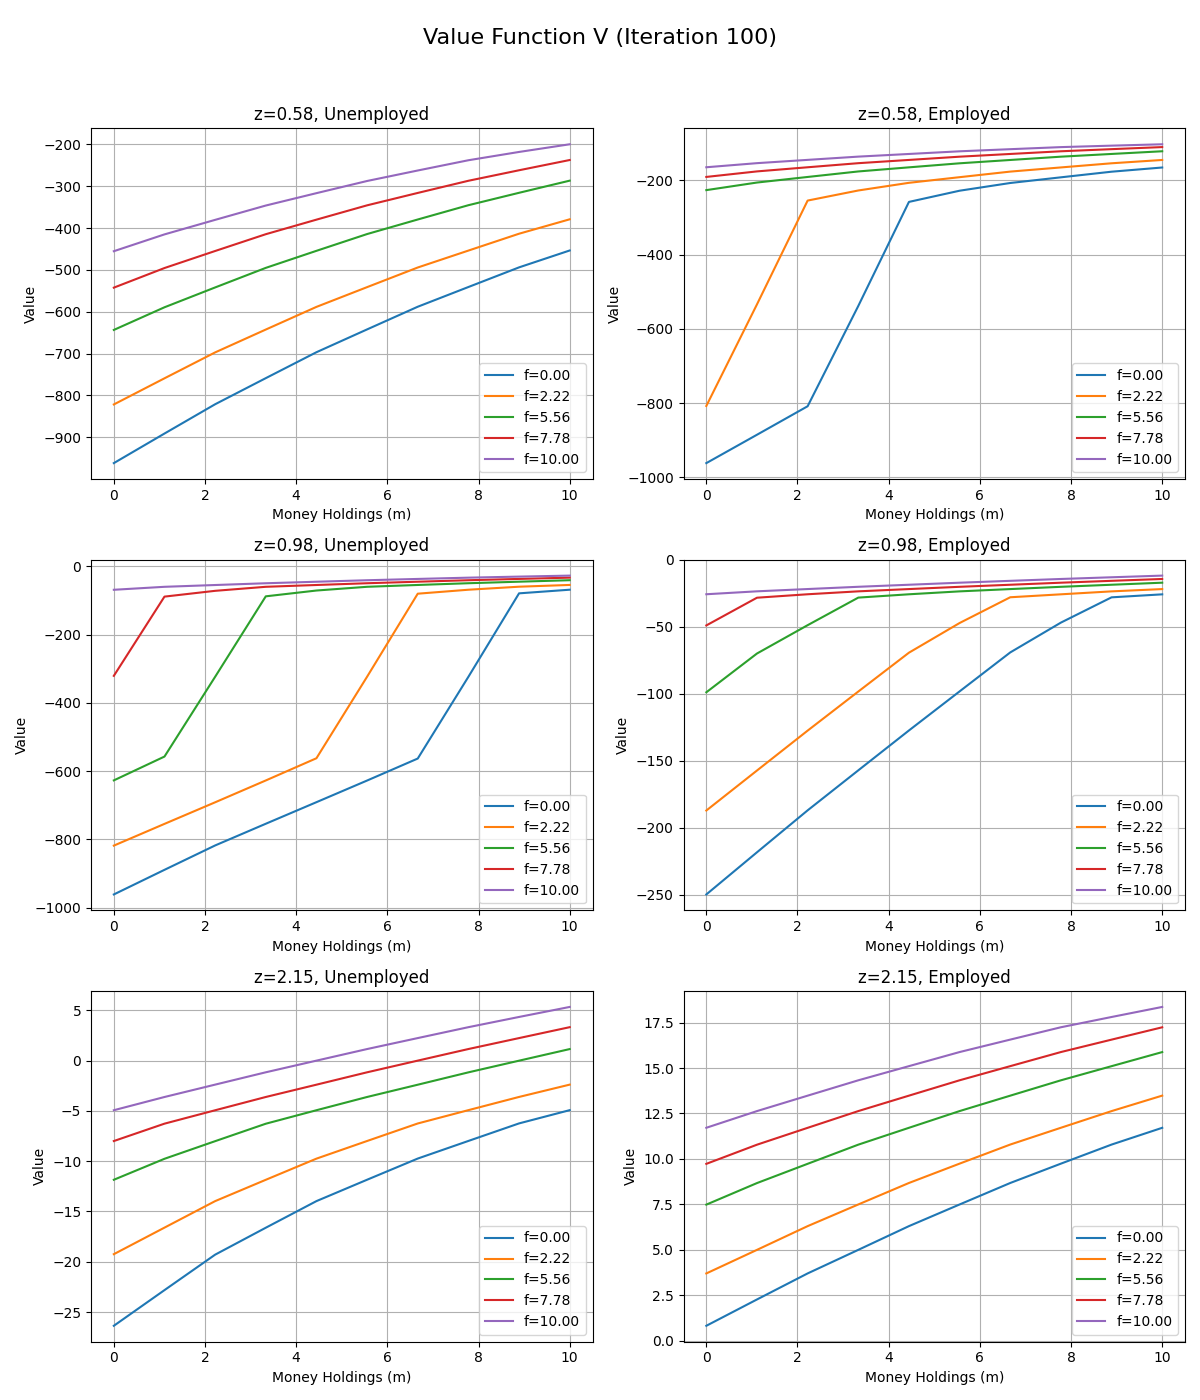 Value Function V (Iteration 100)
z=0.58, Unemployed
−200
−300
−400
−500
−600
−700
−800
−900
Value
0 2 4 6 8 10
Money Holdings (m)
f=0.00
f=2.22
f=5.56
f=7.78
f=10.00
z=0.58, Employed
−200
−400
−600
−800
−1000
Value
0 2 4 6 8 10
Money Holdings (m)
f=0.00
f=2.22
f=5.56
f=7.78
f=10.00
z=0.98, Unemployed
0
−200
−400
−600
−800
−1000
Value
0 2 4 6 8 10
Money Holdings (m)
f=0.00
f=2.22
f=5.56
f=7.78
f=10.00
z=0.98, Employed
0
−50
−100
−150
−200
−250
Value
0 2 4 6 8 10
Money Holdings (m)
f=0.00
f=2.22
f=5.56
f=7.78
f=10.00
z=2.15, Unemployed
5
0
−5
−10
−15
−20
−25
Value
0 2 4 6 8 10
Money Holdings (m)
f=0.00
f=2.22
f=5.56
f=7.78
f=10.00
z=2.15, Employed
17.5
15.0
12.5
10.0
7.5
5.0
2.5
0.0
Value
0 2 4 6 8 10
Money Holdings (m)
f=0.00
f=2.22
f=5.56
f=7.78
f=10.00